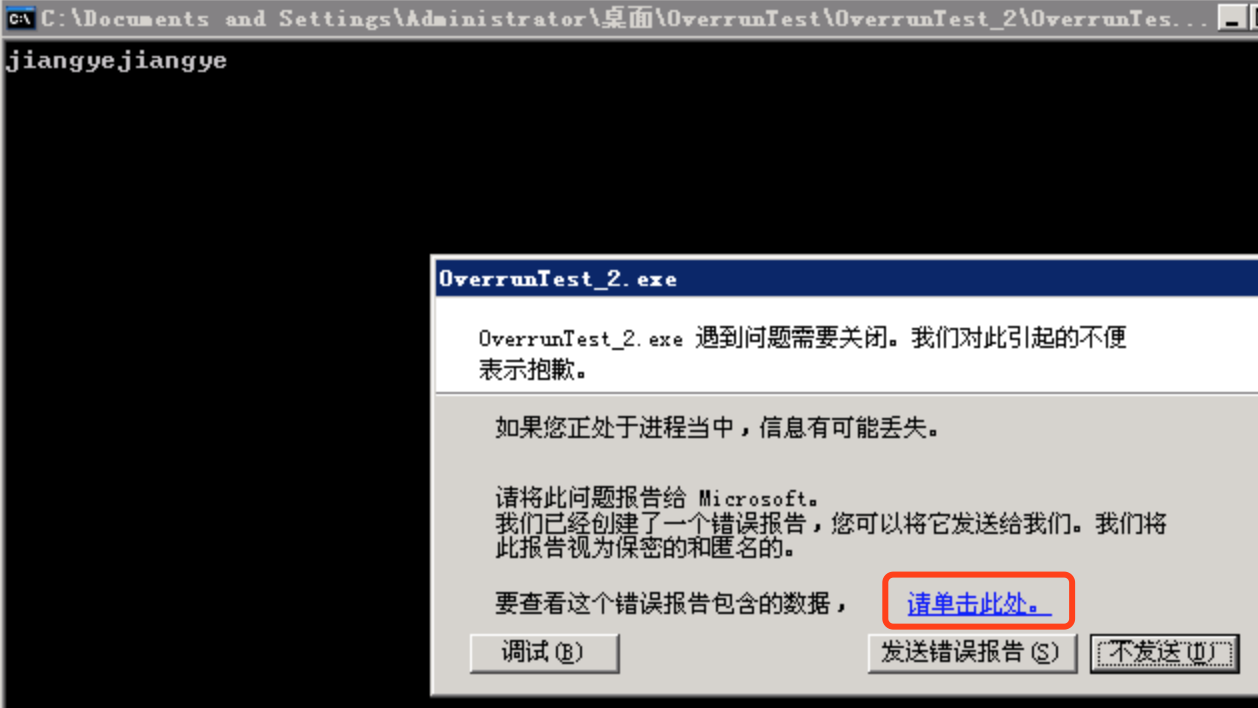 C:\Documents and Settings\Administrator\桌面\OverrunTest\OverrunTest_2\OverrunTes...
jiangyejiangye
OverrunTest_2.exe
OverrunTest_2.exe 遇到问题需要关闭。我们对此引起的不便
表示抱歉。
如果您正处于进程当中，信息有可能丢失。
请将此问题报告给 Microsoft。
我们已经创建了一个错误报告，您可以将它发送给我们。我们将
此报告视为保密的和匿名的。
要查看这个错误报告包含的数据， 请单击此处。
调试(B) 发送错误报告(S) 不发送(D)